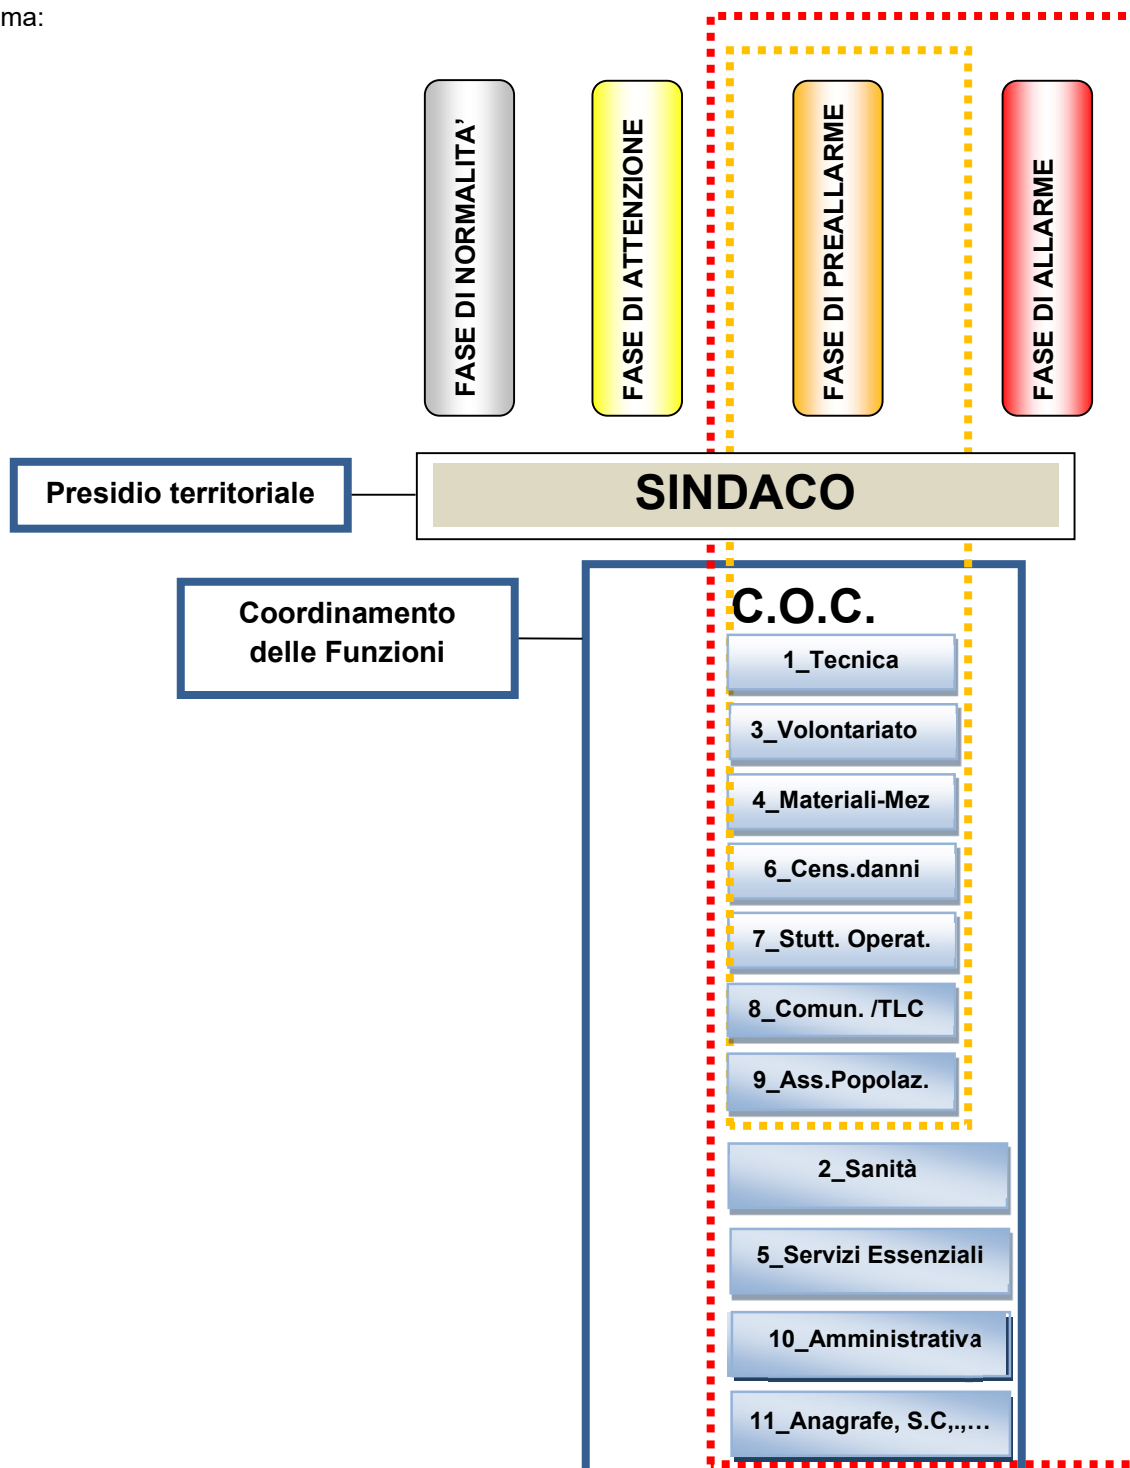 ma:
FASE DI NORMALITA’
FASE DI ATTENZIONE
FASE DI PREALLARME
FASE DI ALLARME
Presidio territoriale
SINDACO
Coordinamento
delle Funzioni
C.O.C.
1_Tecnica
3_Volontariato
4_Materiali-Mez
6_Cens.danni
7_Stutt. Operat.
8_Comun. /TLC
9_Ass.Popolaz.
2_Sanità
5_Servizi Essenziali
10_Amministrativa
11_Anagrafe, S.C,.,…